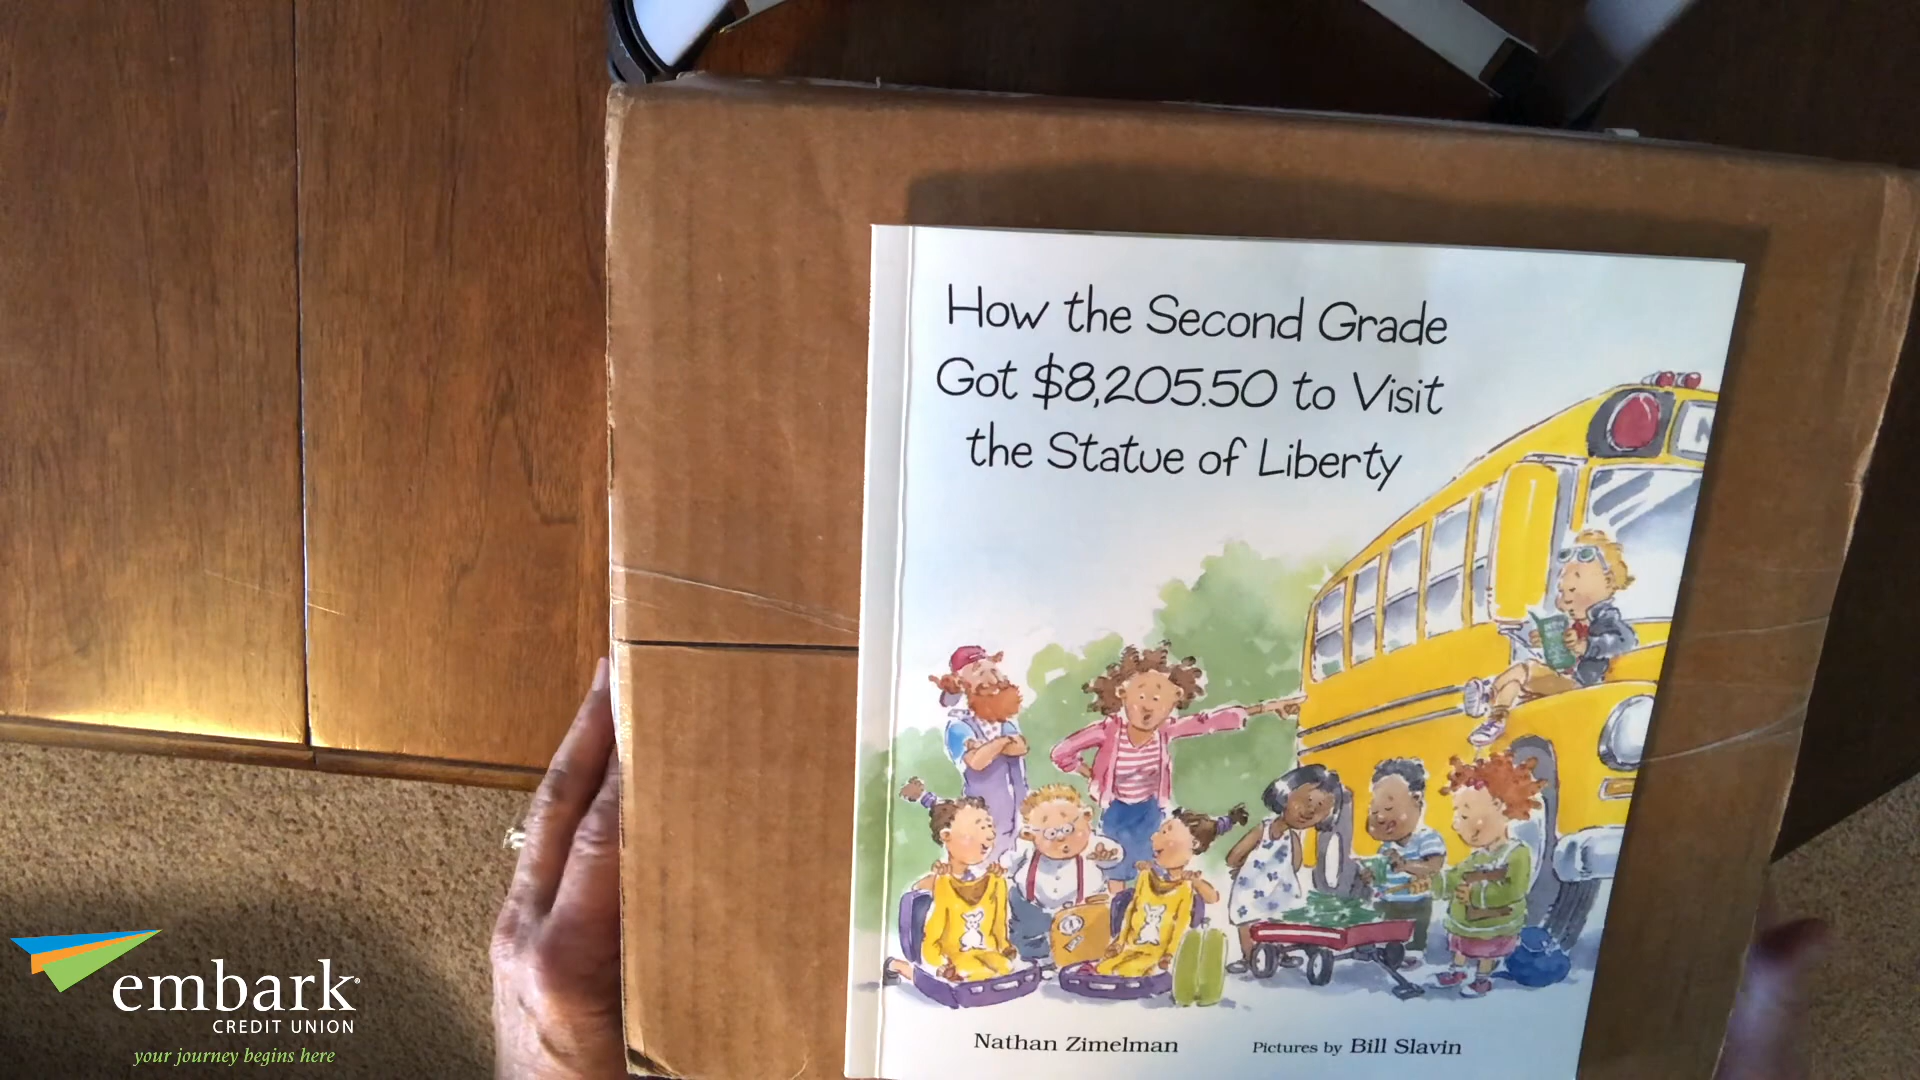 How the Second Grade
Got $8,205.50 to Visit
the Statue of Liberty
Nathan Zimelman
Pictures by Bill Slavin
embark
CREDIT UNION
your journey begins here